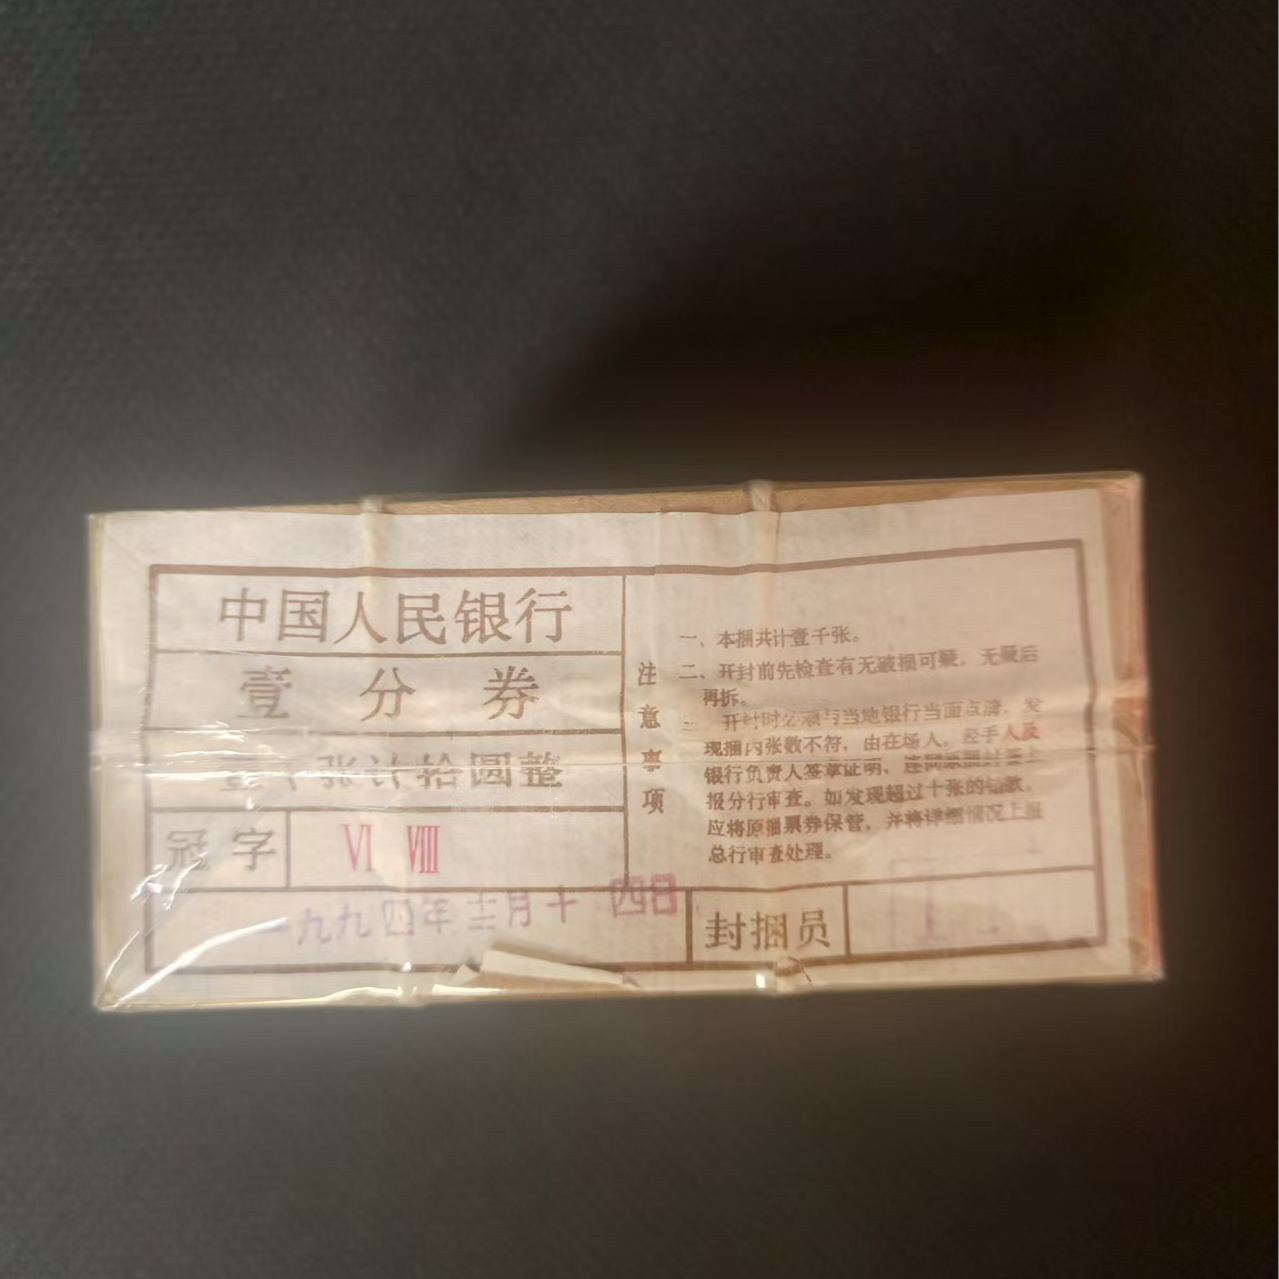 中国人民银行
壹分券
壹千张计拾圆整
冠字 Ⅵ Ⅷ
一九九四年十二月十四日
注意事项
一、本捆共计壹千张。
二、开封前先检查有无破损可疑，无疑后
再拆。
三、开封时必须与当地银行当面点清，发
现捆内张数不符，由在场人，经手人及
银行负责人签章证明，连同原捆封签上
报分行审查。如发现超过十张的错款，
应将原捆票券保管，并将详细情况上报
总行审查处理。
封捆员